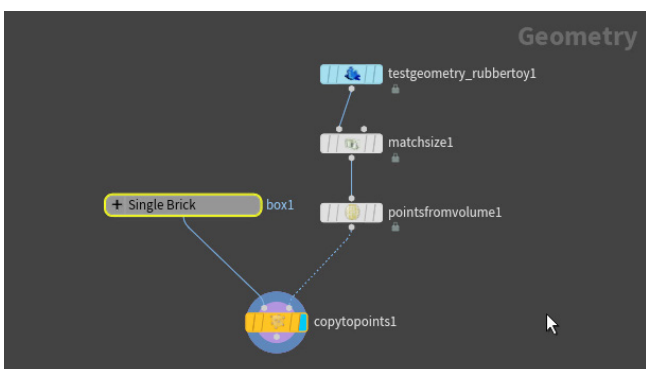 Geometry
testgeometry_rubbertoy1
matchsize1
+ Single Brick
box1
pointsfromvolume1
copytopoints1